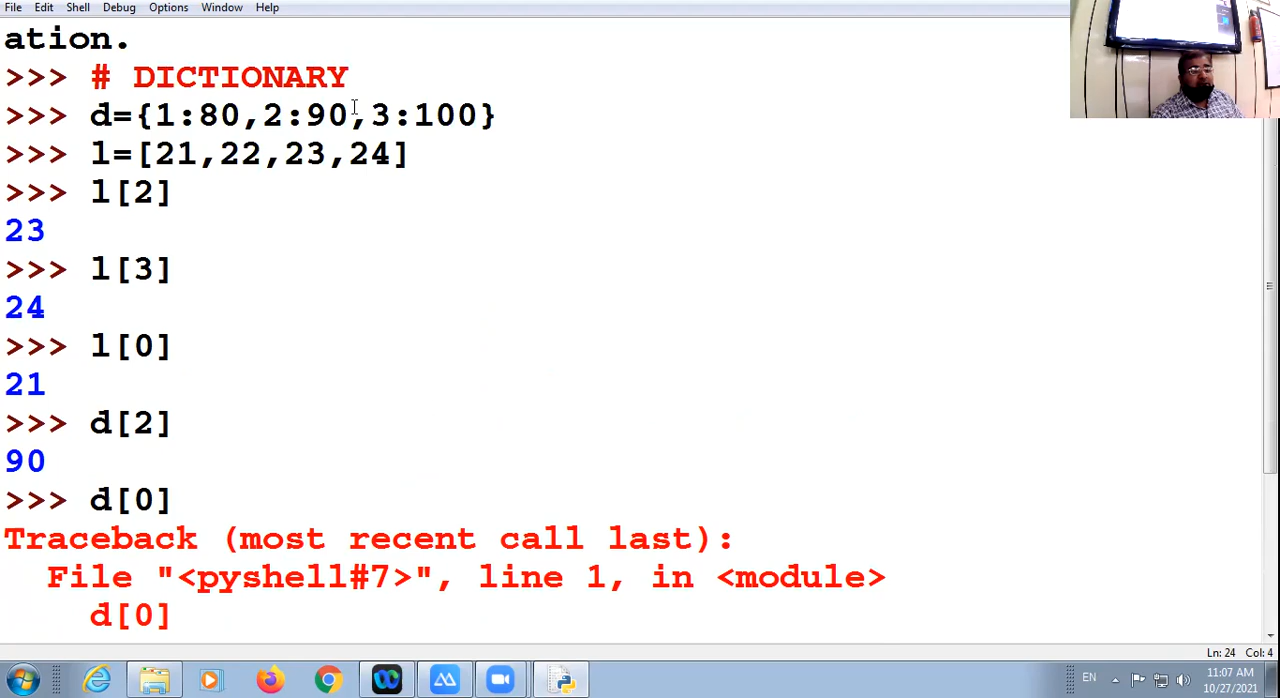 File Edit Shell Debug Options Window Help
ation.
>>> # DICTIONARY
>>> d={1:80,2:90,3:100}
>>> l=[21,22,23,24]
>>> l[2]
23
>>> l[3]
24
>>> l[0]
21
>>> d[2]
90
>>> d[0]
Traceback (most recent call last):
File "<pyshell#7>", line 1, in <module>
d[0]
Ln: 24 Col: 4
EN
11:07 AM
10/27/2021